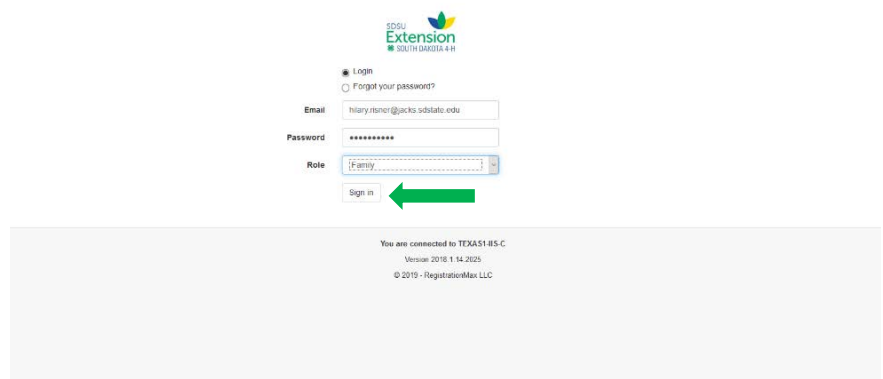 SDSU
Extension
SOUTH DAKOTA 4-H
Login
Forgot your password?
Email hilary.risner@jacks.sdstate.edu
Password ••••••••••
Role Family
Sign in
You are connected to TEXAS1-IIS-C
Version 2018.1.14.2025
© 2019 - RegistrationMax LLC